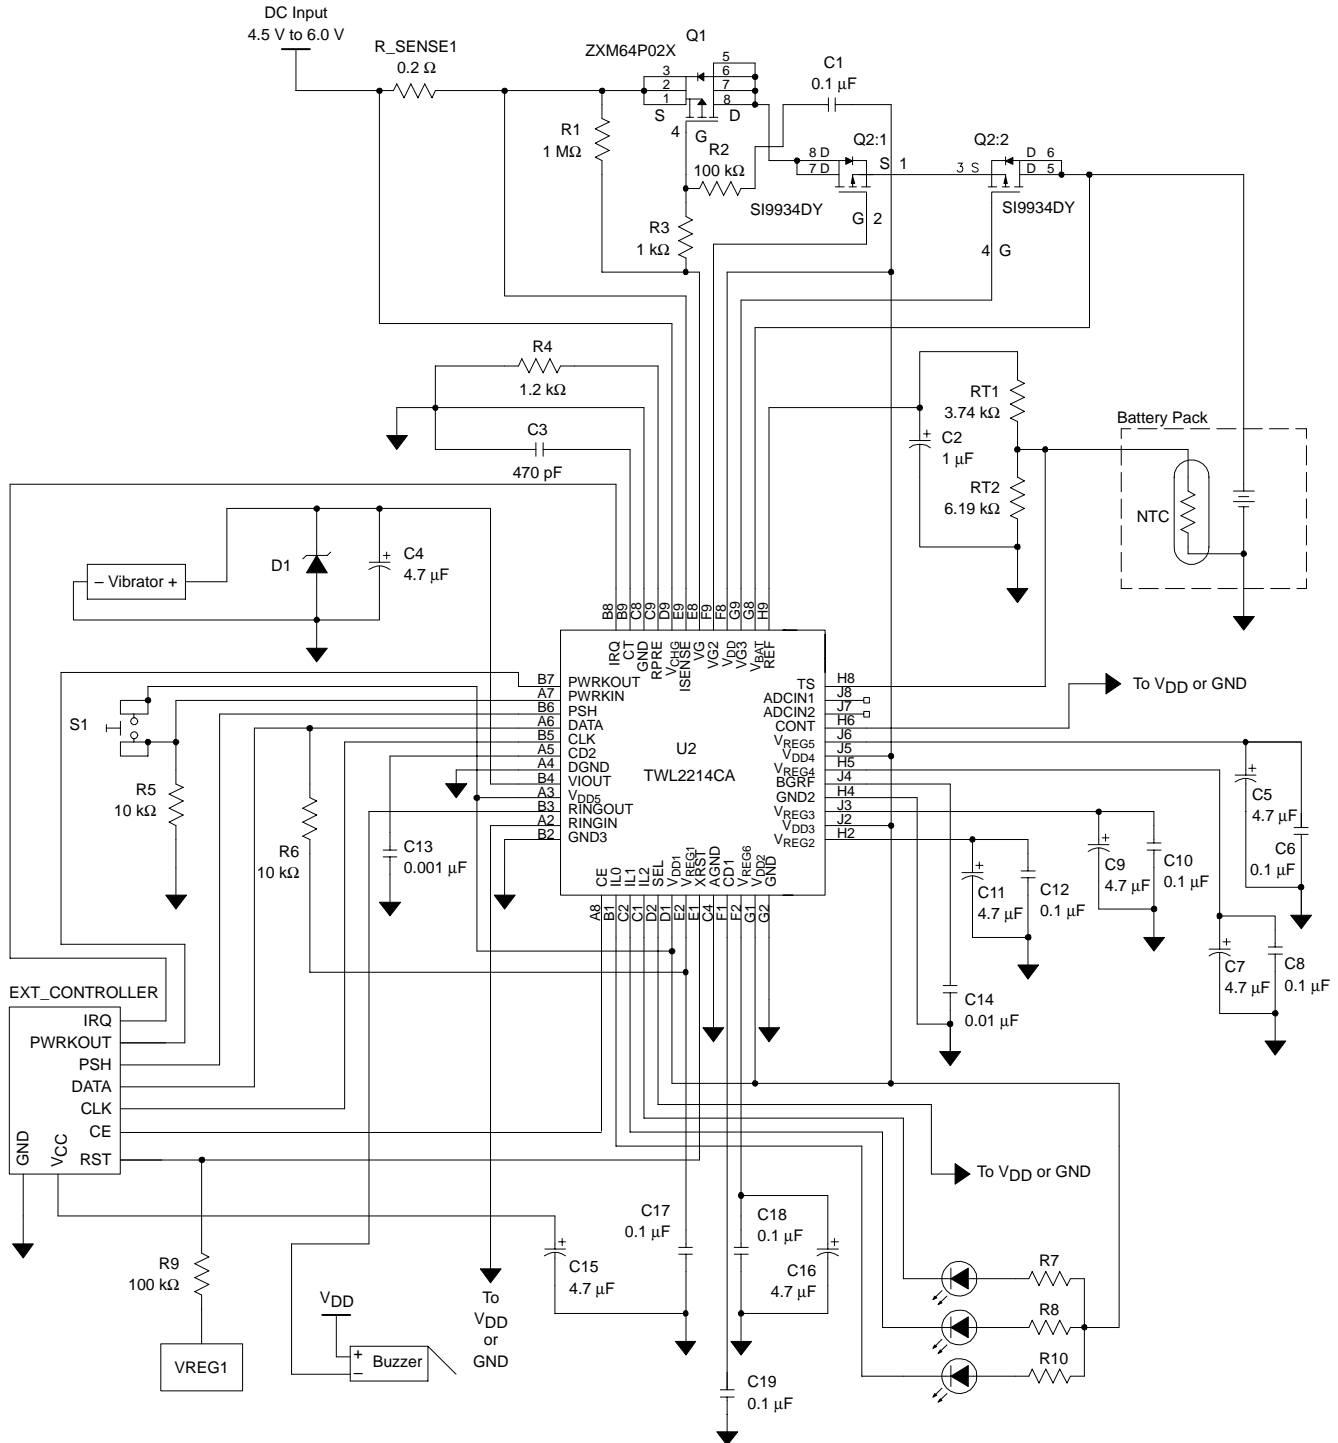 DC Input
4.5 V to 6.0 V
R_SENSE1
0.2 Ω
Q1
ZXM64P02X
3
2
1
S
5
6
7
8
D
4
G
C1
0.1 µF
R1
1 MΩ
R2
100 kΩ
R3
1 kΩ
Q2:1
8 D
7 D
S 1
SI9934DY
G 2
Q2:2
3 S
D 6
D 5
SI9934DY
4 G
R4
1.2 kΩ
C3
470 pF
RT1
3.74 kΩ
C2
1 µF
+
RT2
6.19 kΩ
Battery Pack
NTC
– Vibrator +
D1
C4
4.7 µF
+
B8
B9
C8
C9
D9
E9
E8
F9
F8
G9
G8
H9
IRQ
CT
GND
RPRE
VCHG
ISENSE
VG
VG2
VDD
VG3
VBAT
REF
B7 PWRKOUT
A7 PWRKIN
B6 PSH
A6 DATA
B5 CLK
A5 CD2
A4 DGND
B4 VIOUT
A3 VDD5
B3 RINGOUT
A2 RINGIN
B2 GND3
U2
TWL2214CA
TS H8
ADCIN1 J8
ADCIN2 J7
CONT H6
VREG5 J6
VDD4 J5
VREG4 H5
BGRF J4
GND2 H4
VREG3 J3
VDD3 J2
VREG2 H2
To VDD or GND
CE
IL0
IL1
IL2
SEL
VDD1
VREG1
XRST
AGND
CD1
VREG6
VDD2
GND
A8
B1
C2
C1
D2
D1
E2
E1
C4
F1
F2
G1
G2
S1
R5
10 kΩ
R6
10 kΩ
C13
0.001 µF
C5
4.7 µF
+
C6
0.1 µF
C9
4.7 µF
+
C10
0.1 µF
C11
4.7 µF
+
C12
0.1 µF
C7
4.7 µF
+
C8
0.1 µF
C14
0.01 µF
EXT_CONTROLLER
IRQ
PWRKOUT
PSH
DATA
CLK
CE
RST
GND
VCC
To VDD or GND
R9
100 kΩ
VREG1
VDD
+
–
Buzzer
To
VDD
or
GND
C15
4.7 µF
+
C17
0.1 µF
C18
0.1 µF
C16
4.7 µF
+
C19
0.1 µF
R7
R8
R10